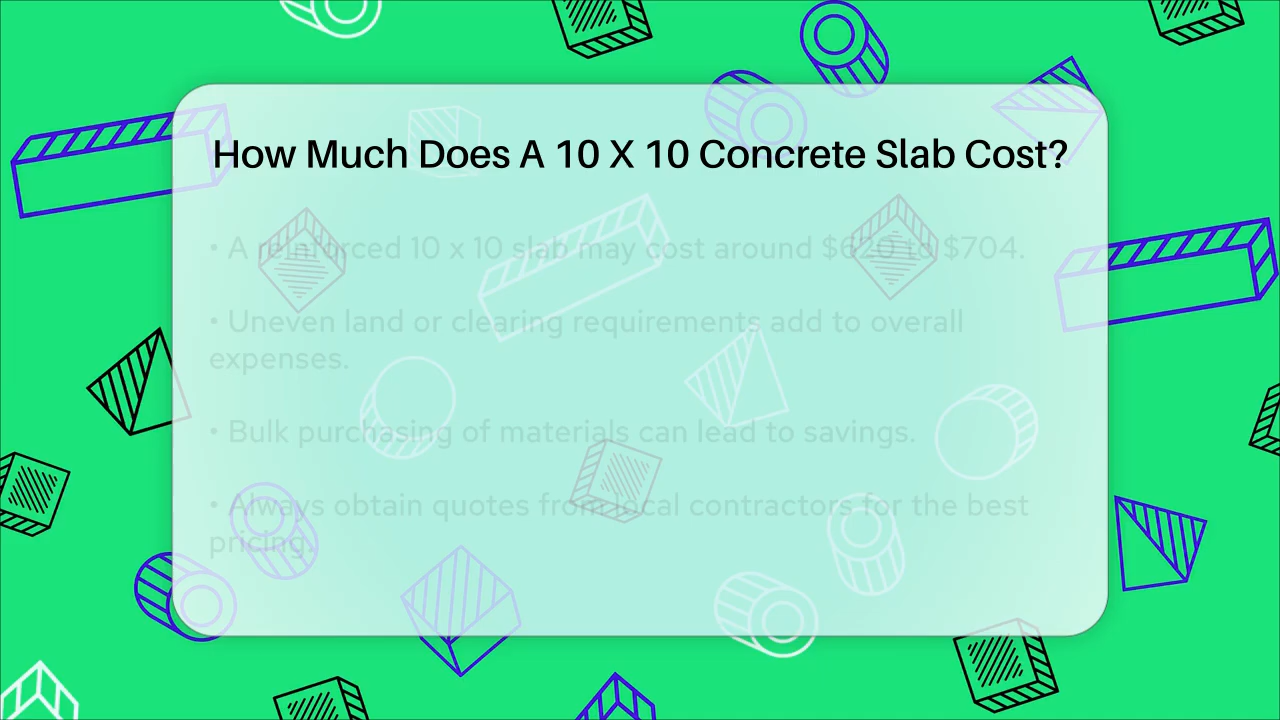 How Much Does A 10 X 10 Concrete Slab Cost?
• A reinforced 10 x 10 slab may cost around $620 to $704.
• Uneven land or clearing requirements add to overall
expenses.
• Bulk purchasing of materials can lead to savings.
• Always obtain quotes from local contractors for the best
pricing.